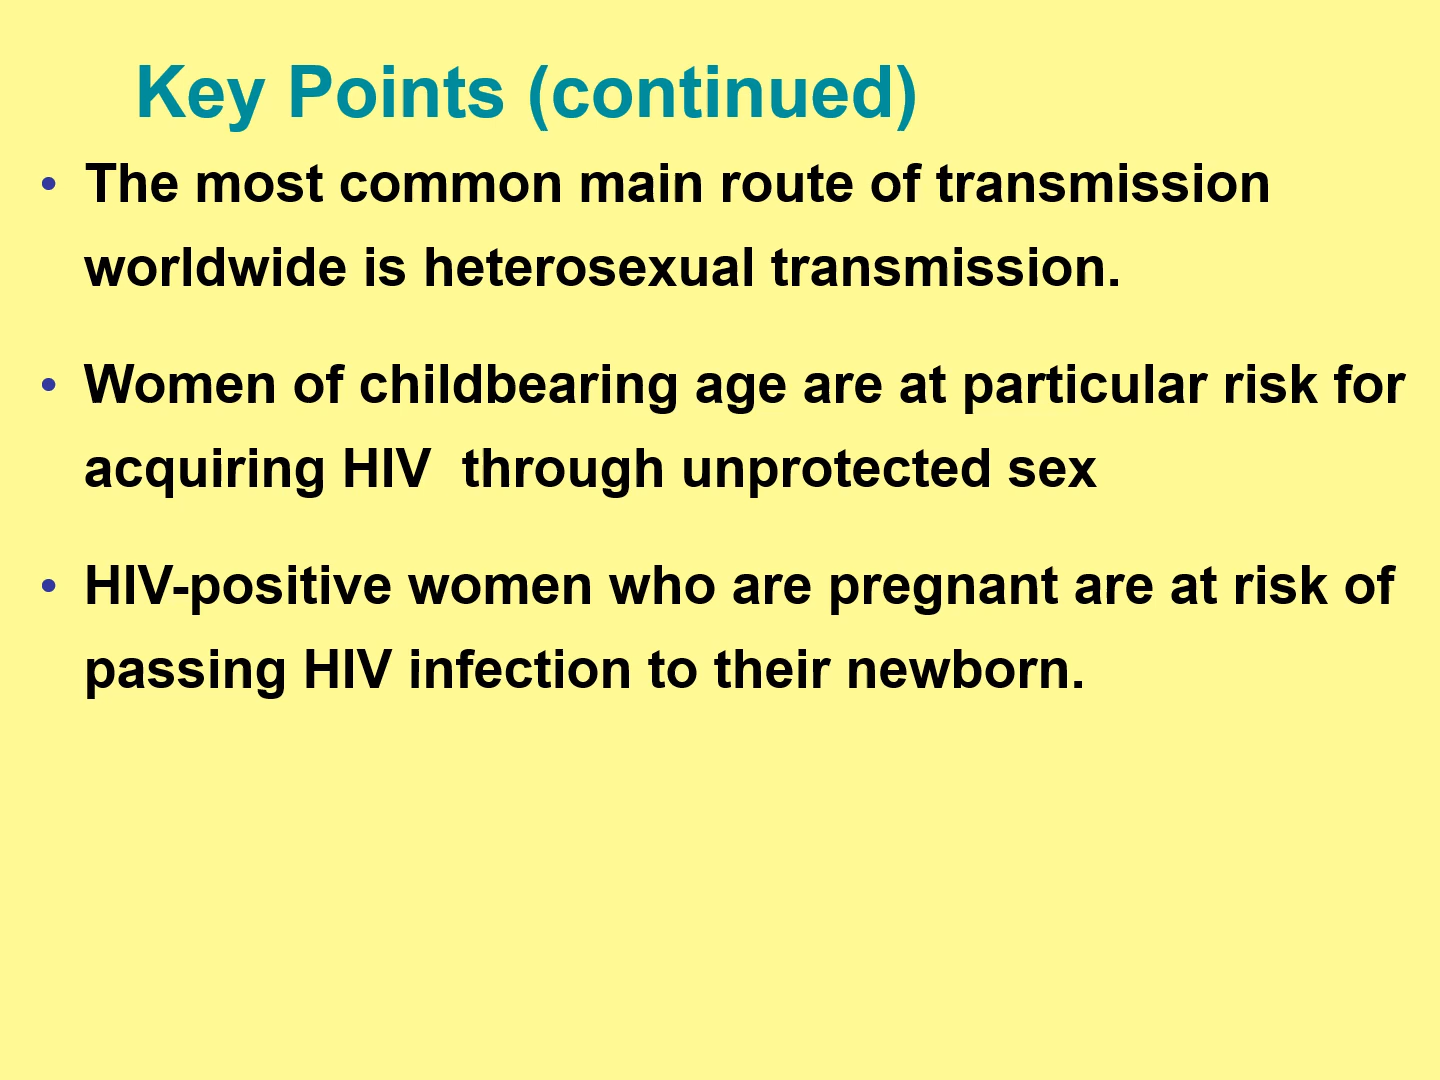 Key Points (continued)
• The most common main route of transmission
worldwide is heterosexual transmission.
• Women of childbearing age are at particular risk for
acquiring HIV  through unprotected sex
• HIV-positive women who are pregnant are at risk of
passing HIV infection to their newborn.